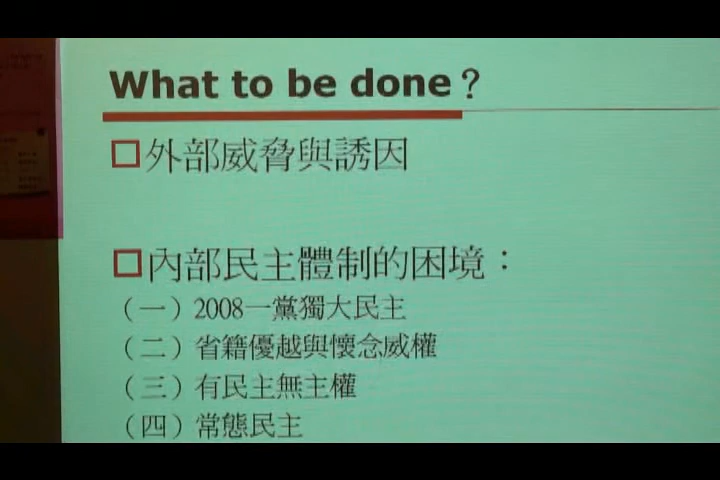 What to be done？
外部威脅與誘因
內部民主體制的困境：
（一）2008一黨獨大民主
（二）省籍優越與懷念威權
（三）有民主無主權
（四）常態民主